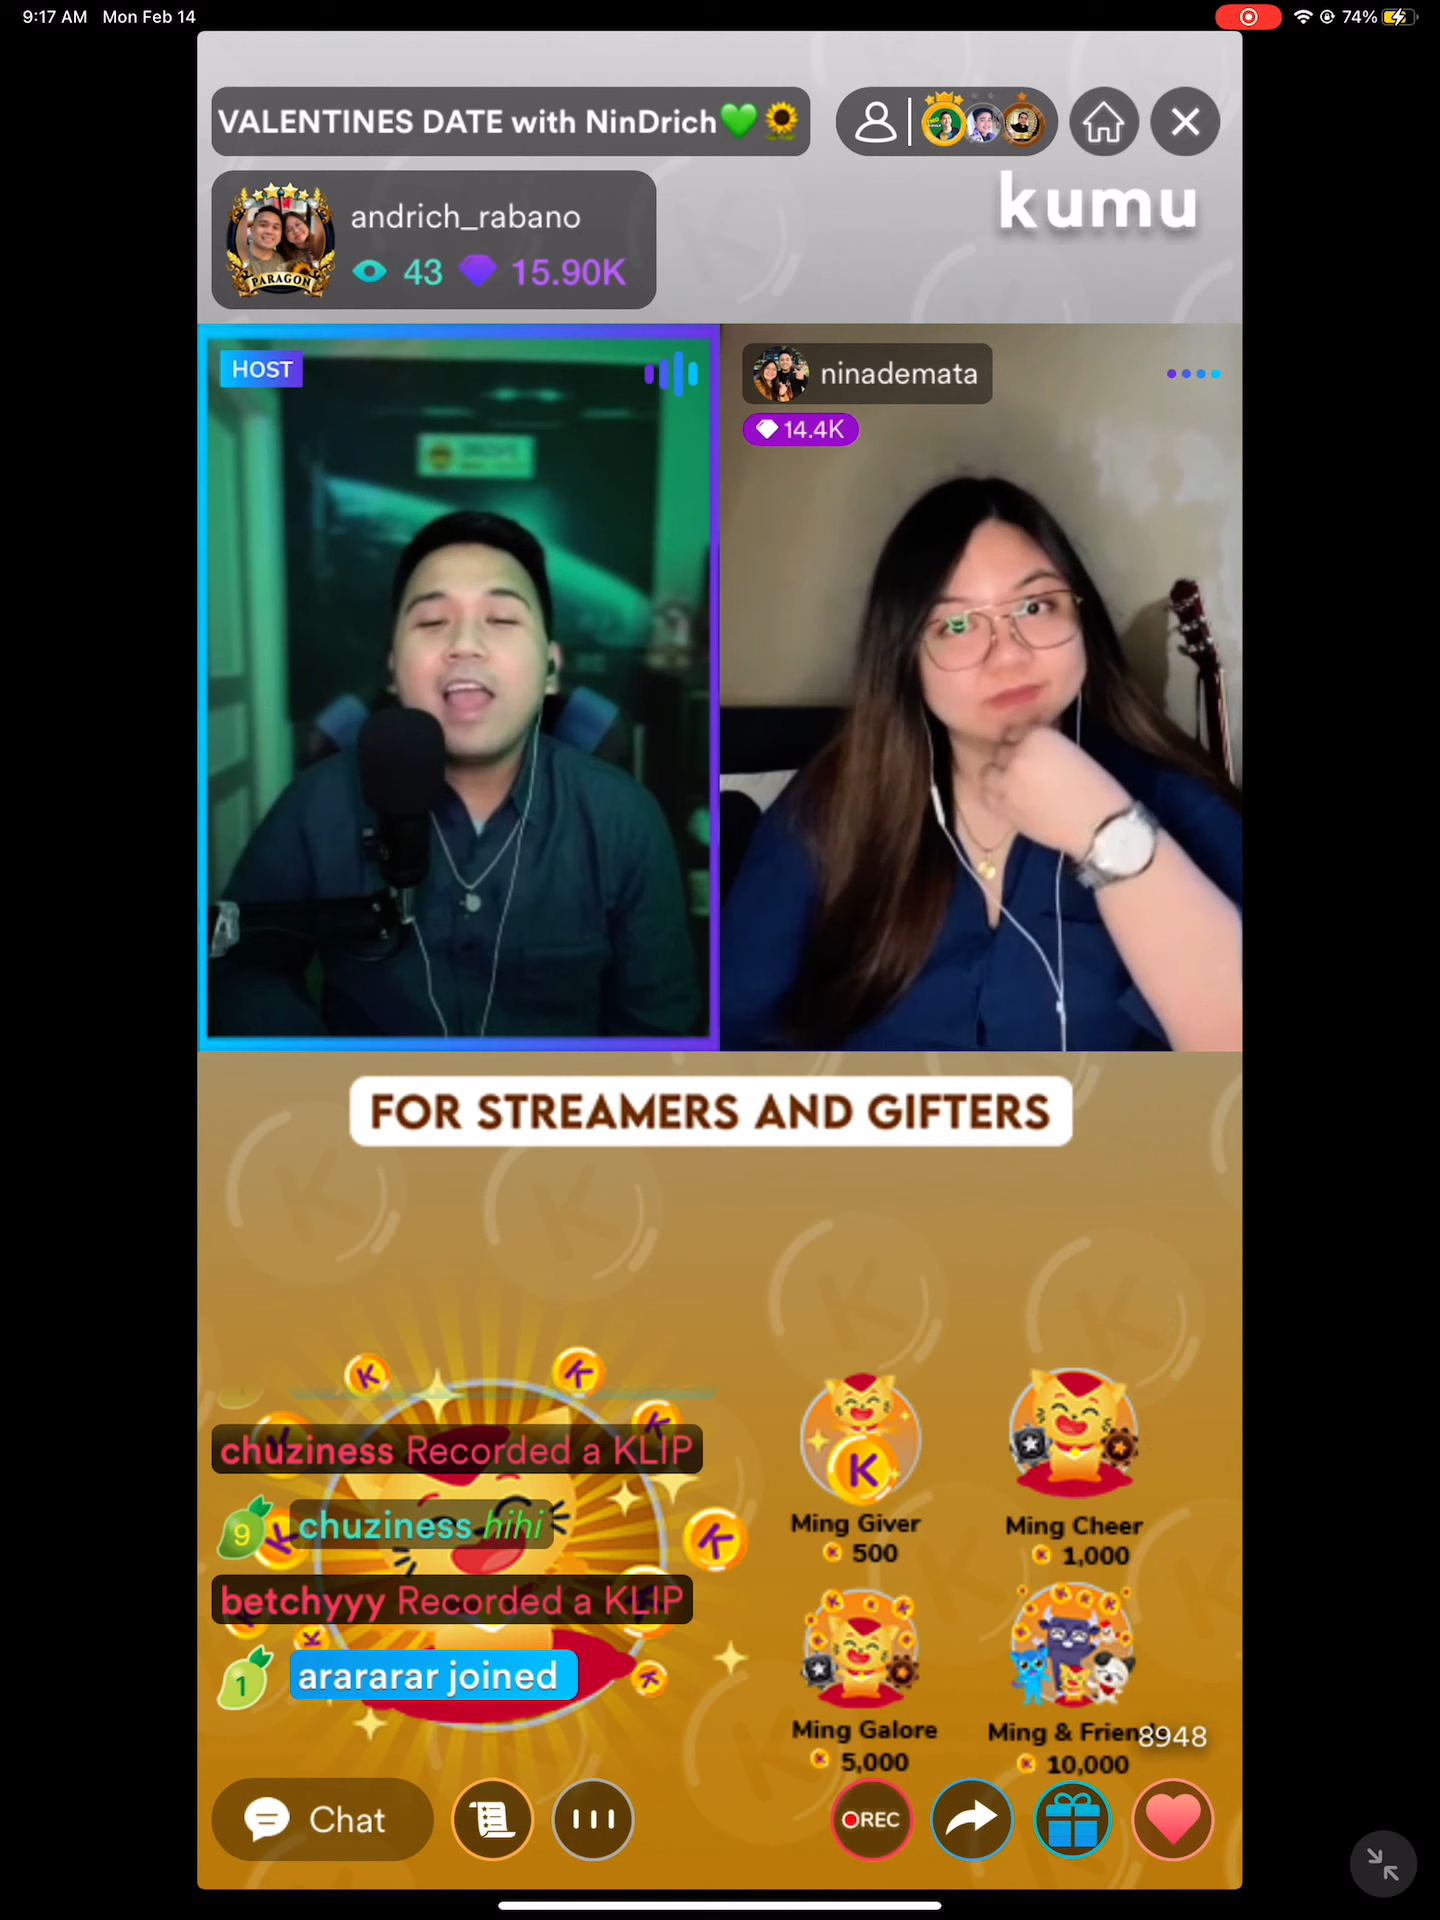 9:17 AM Mon Feb 14
74%
VALENTINES DATE with NinDrich💚🌻
kumu
andrich_rabano
PARAGON
43 15.90K
HOST
ninademata
14.4K
FOR STREAMERS AND GIFTERS
chuziness Recorded a KLIP
9 chuziness hihi
betchyyy Recorded a KLIP
1 arararar joined
Ming Giver
500
Ming Cheer
1,000
Ming Galore
5,000
Ming & Friends
10,000
8948
Chat
REC